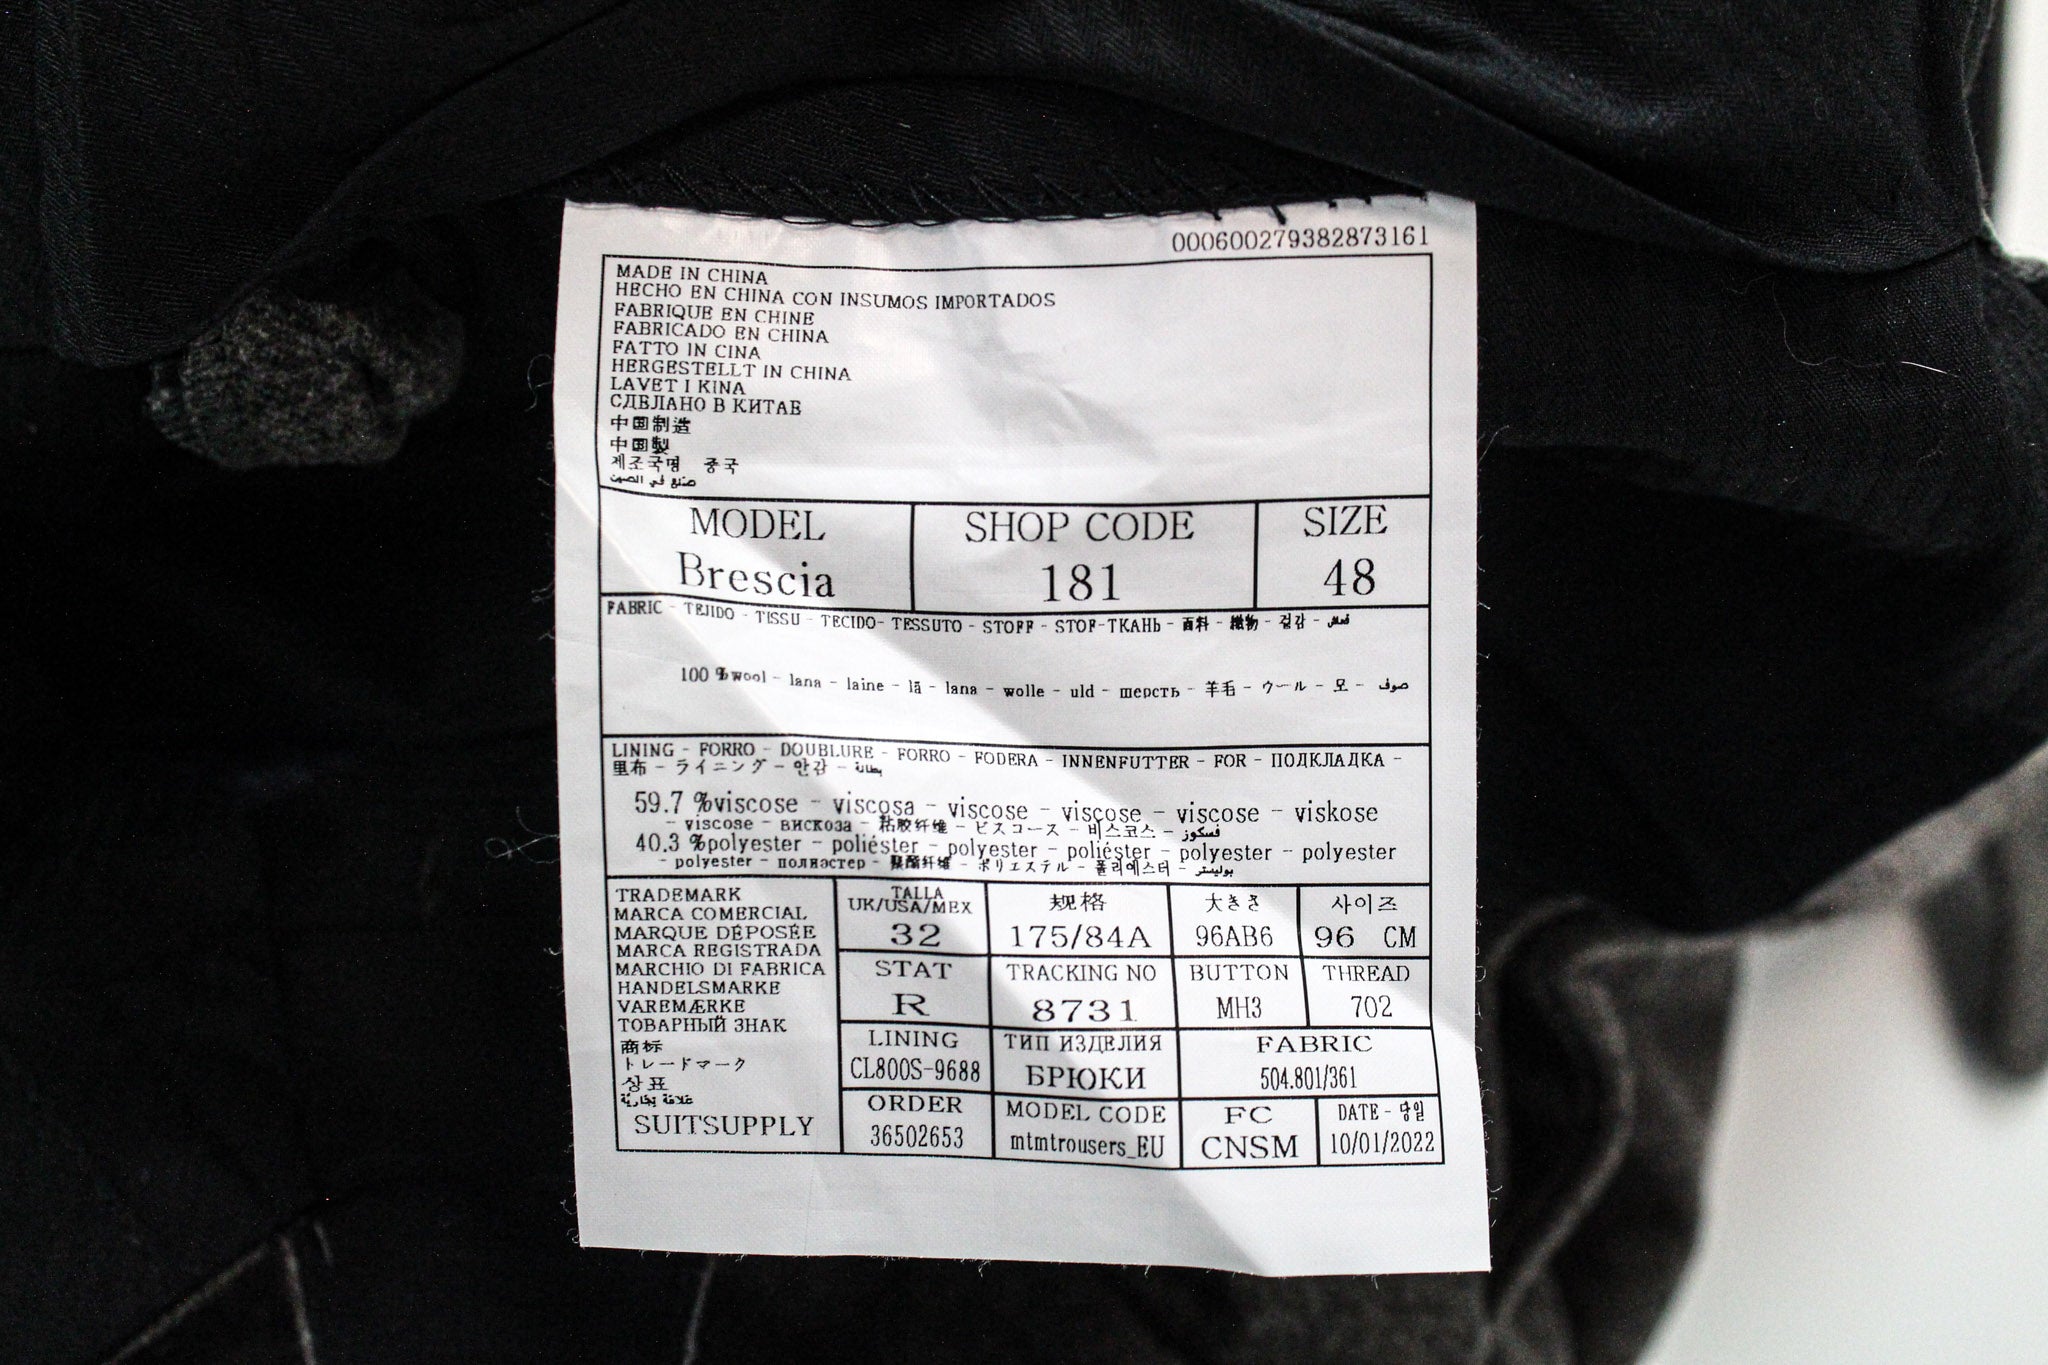 000600279382873161
MADE IN CHINA
HECHO EN CHINA CON INSUMOS IMPORTADOS
FABRIQUE EN CHINE
FABRICADO EN CHINA
FATTO IN CINA
HERGESTELLT IN CHINA
LAVET I KINA
СДЕЛАНО В КИТАЕ
中国制造
中国製
제조국명 중국
صنع في الصين
MODEL
Brescia
SHOP CODE
181
SIZE
48
FABRIC - TEJIDO - TISSU - TECIDO- TESSUTO - STOFF - STOF-ТКАНЬ - 面料 - 織物 - 겉감 - قماش
100 %wool - lana - laine - lã - lana - wolle - uld - шерсть - 羊毛 - ウール - 모 - صوف
LINING - FORRO - DOUBLURE - FORRO - FODERA - INNENFUTTER - FOR - ПОДКЛАДКА -
里布 - ライニング - 안감 - بطانة
59.7 %viscose - viscosa - viscose - viscose - viscose - viskose
- viscose - вискоза - 粘胶纤维 - ビスコース - 비스코스 - فسكوز
40.3 %polyester - poliéster - polyester - poliéster - polyester - polyester
- polyester - полиэстер - 聚酯纤维 - ポリエステル - 폴리에스터 - بوليستر
TRADEMARK
MARCA COMERCIAL
MARQUE DÉPOSÉE
MARCA REGISTRADA
MARCHIO DI FABRICA
HANDELSMARKE
VAREMÆRKE
ТОВАРНЫЙ ЗНАК
商标
トレードマーク
상표
علامة تجارية
SUITSUPPLY
TALLA
UK/USA/MEX
32
规格
175/84A
大きさ
96AB6
사이즈
96 CM
STAT
R
TRACKING NO
8731
BUTTON
MH3
THREAD
702
LINING
CL800S-9688
ТИП ИЗДЕЛИЯ
БРЮКИ
FABRIC
504.801/361
ORDER
36502653
MODEL CODE
mtmtrousers_EU
FC
CNSM
DATE - 당일
10/01/2022